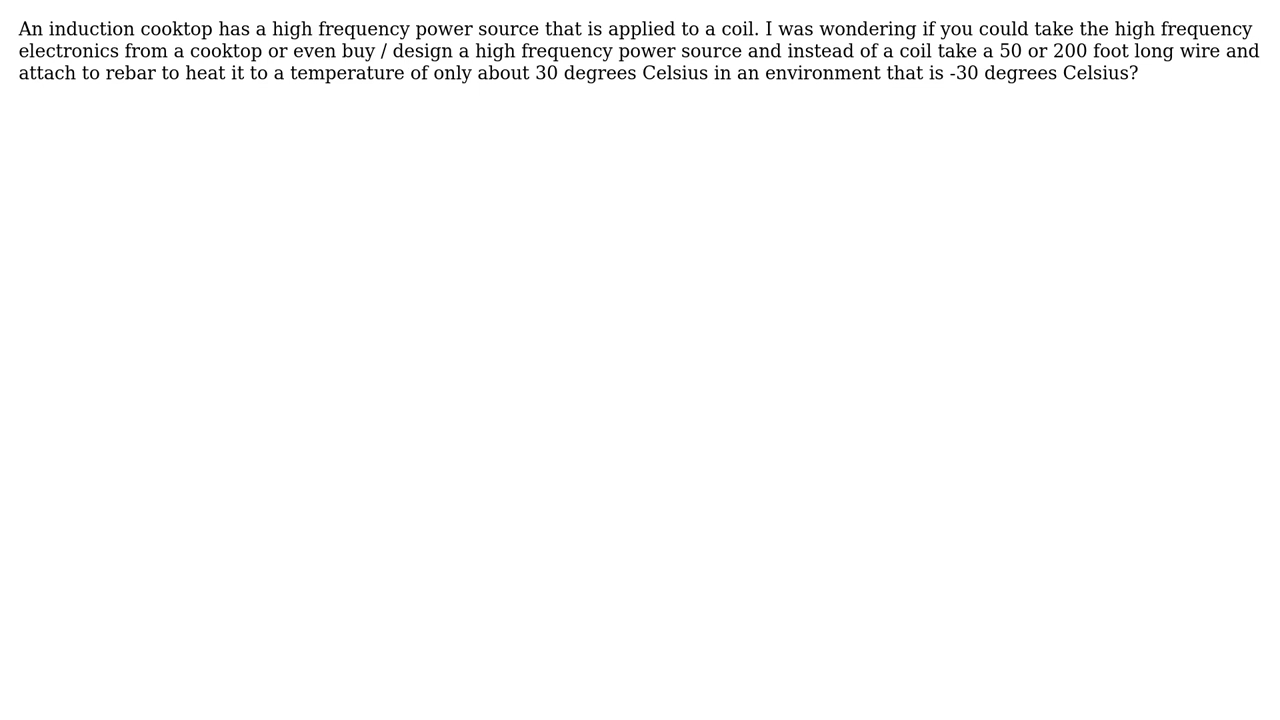 An induction cooktop has a high frequency power source that is applied to a coil. I was wondering if you could take the high frequency
electronics from a cooktop or even buy / design a high frequency power source and instead of a coil take a 50 or 200 foot long wire and
attach to rebar to heat it to a temperature of only about 30 degrees Celsius in an environment that is -30 degrees Celsius?